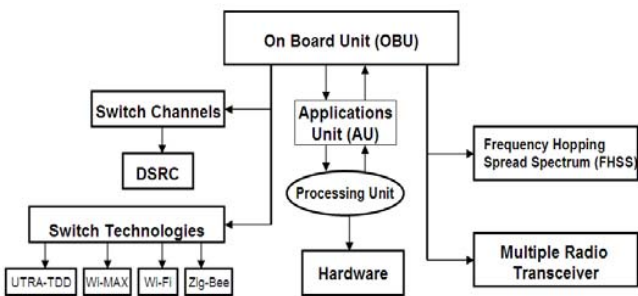 On Board Unit (OBU)
Switch Channels
DSRC
Applications
Unit (AU)
Processing Unit
Hardware
Frequency Hopping
Spread Spectrum (FHSS)
Switch Technologies
UTRA-TDD
Wi-MAX
Wi-Fi
Zig-Bee
Multiple Radio
Transceiver